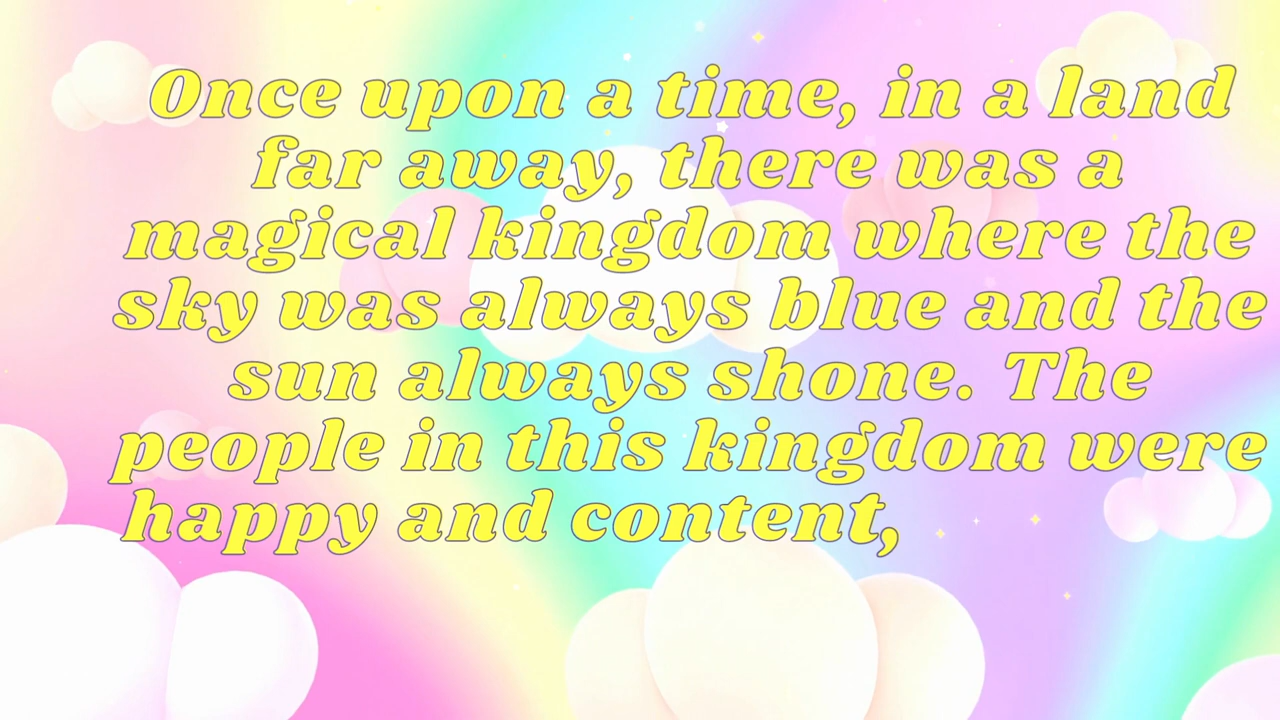 Once upon a time, in a land
far away, there was a
magical kingdom where the
sky was always blue and the
sun always shone. The
people in this kingdom were
happy and content,